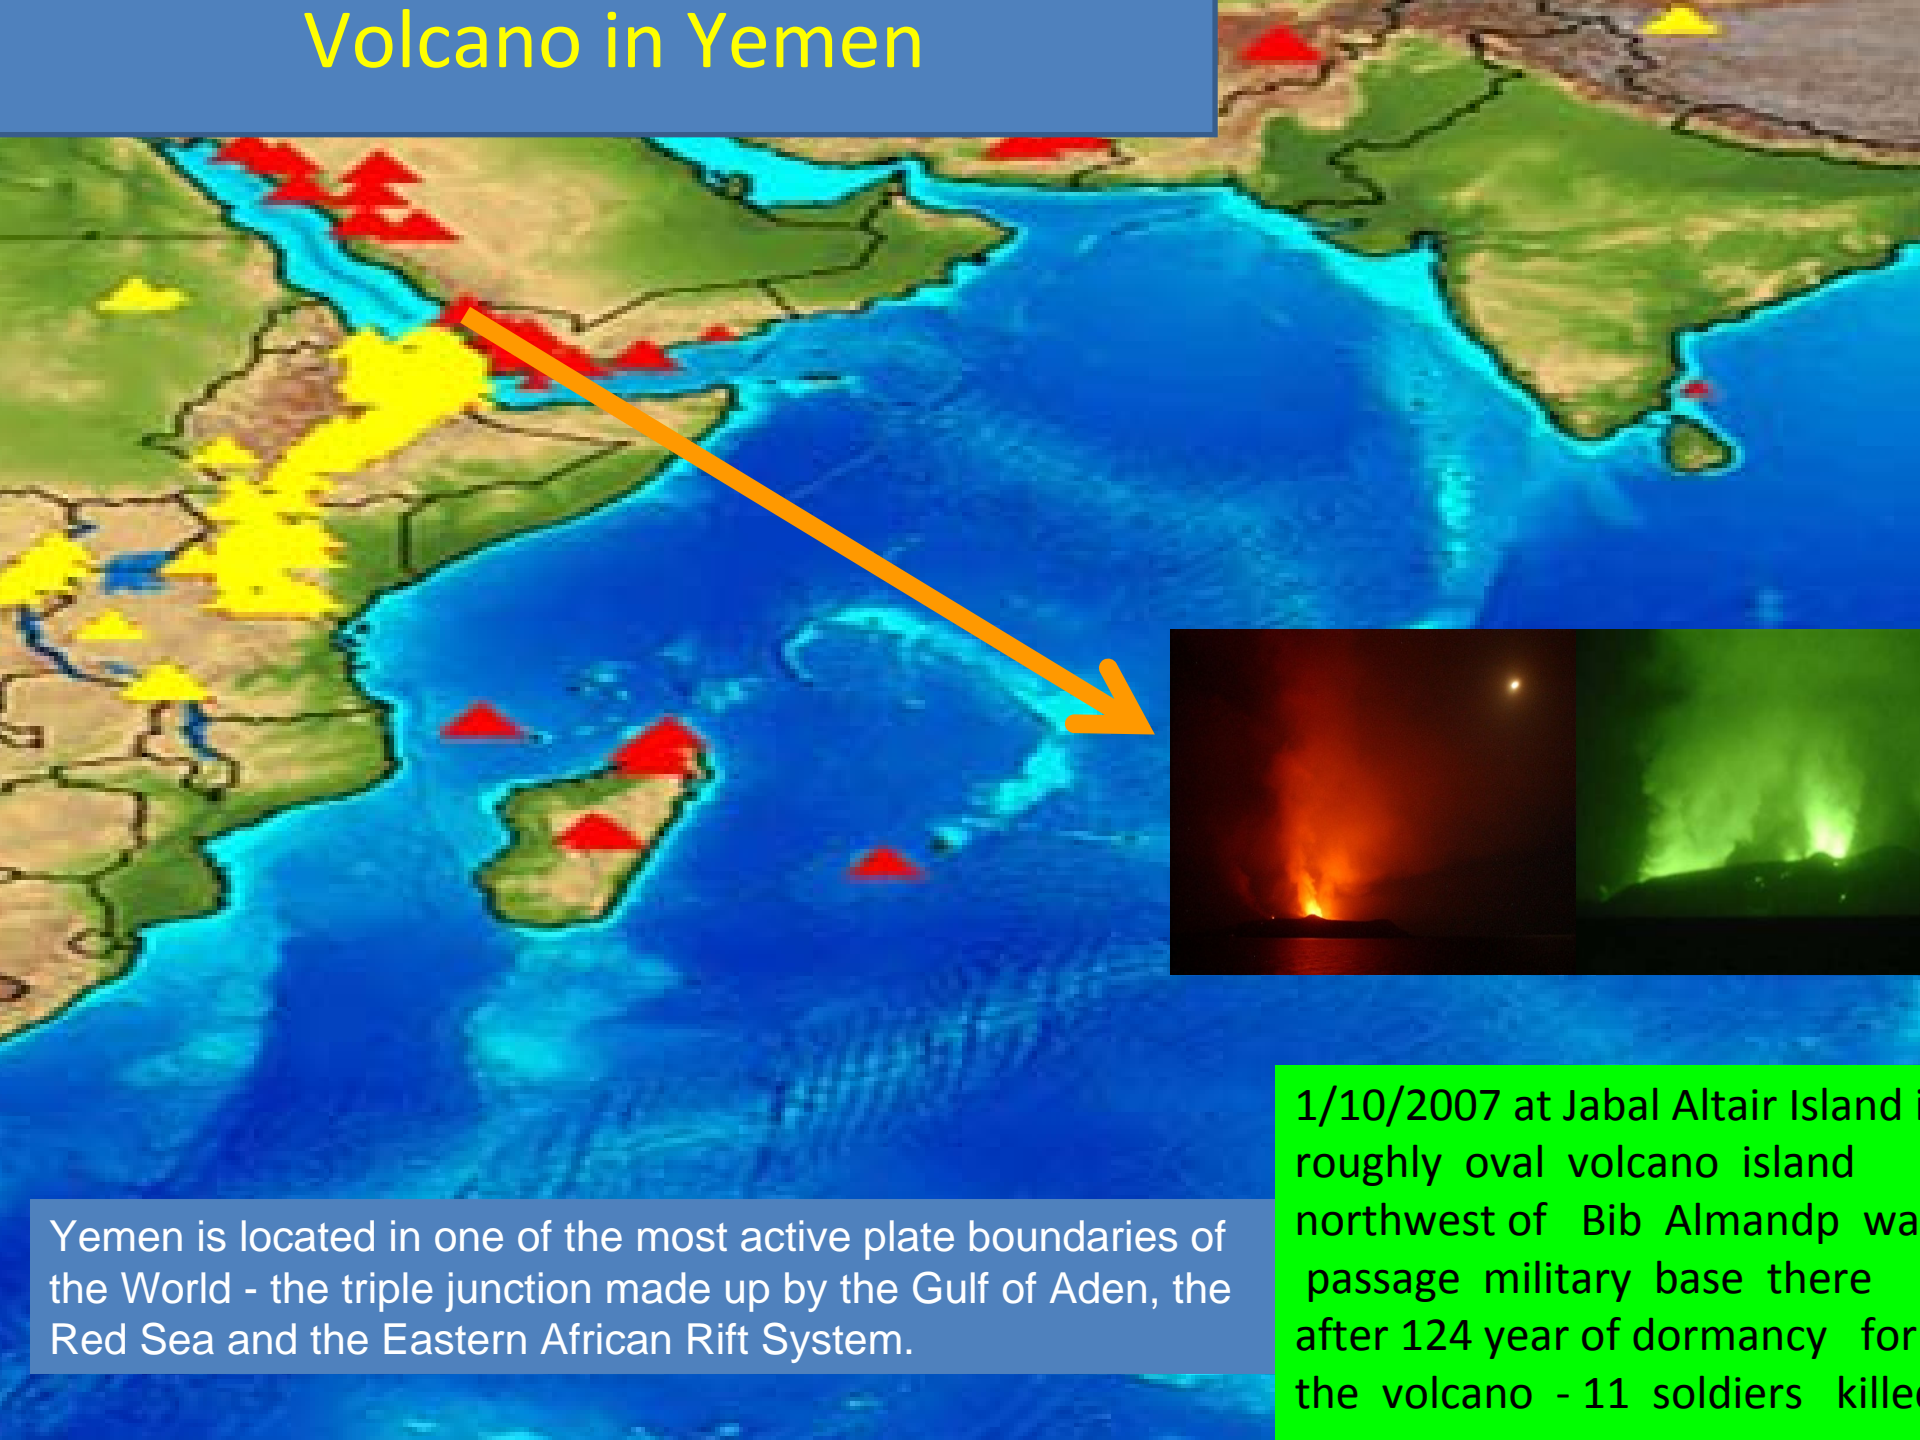 Volcano in Yemen
1/10/2007 at Jabal Altair Island i
roughly oval volcano island
northwest of Bib Almandp wa
passage military base there
after 124 year of dormancy for
the volcano - 11 soldiers kille
Yemen is located in one of the most active plate boundaries of
the World - the triple junction made up by the Gulf of Aden, the
Red Sea and the Eastern African Rift System.